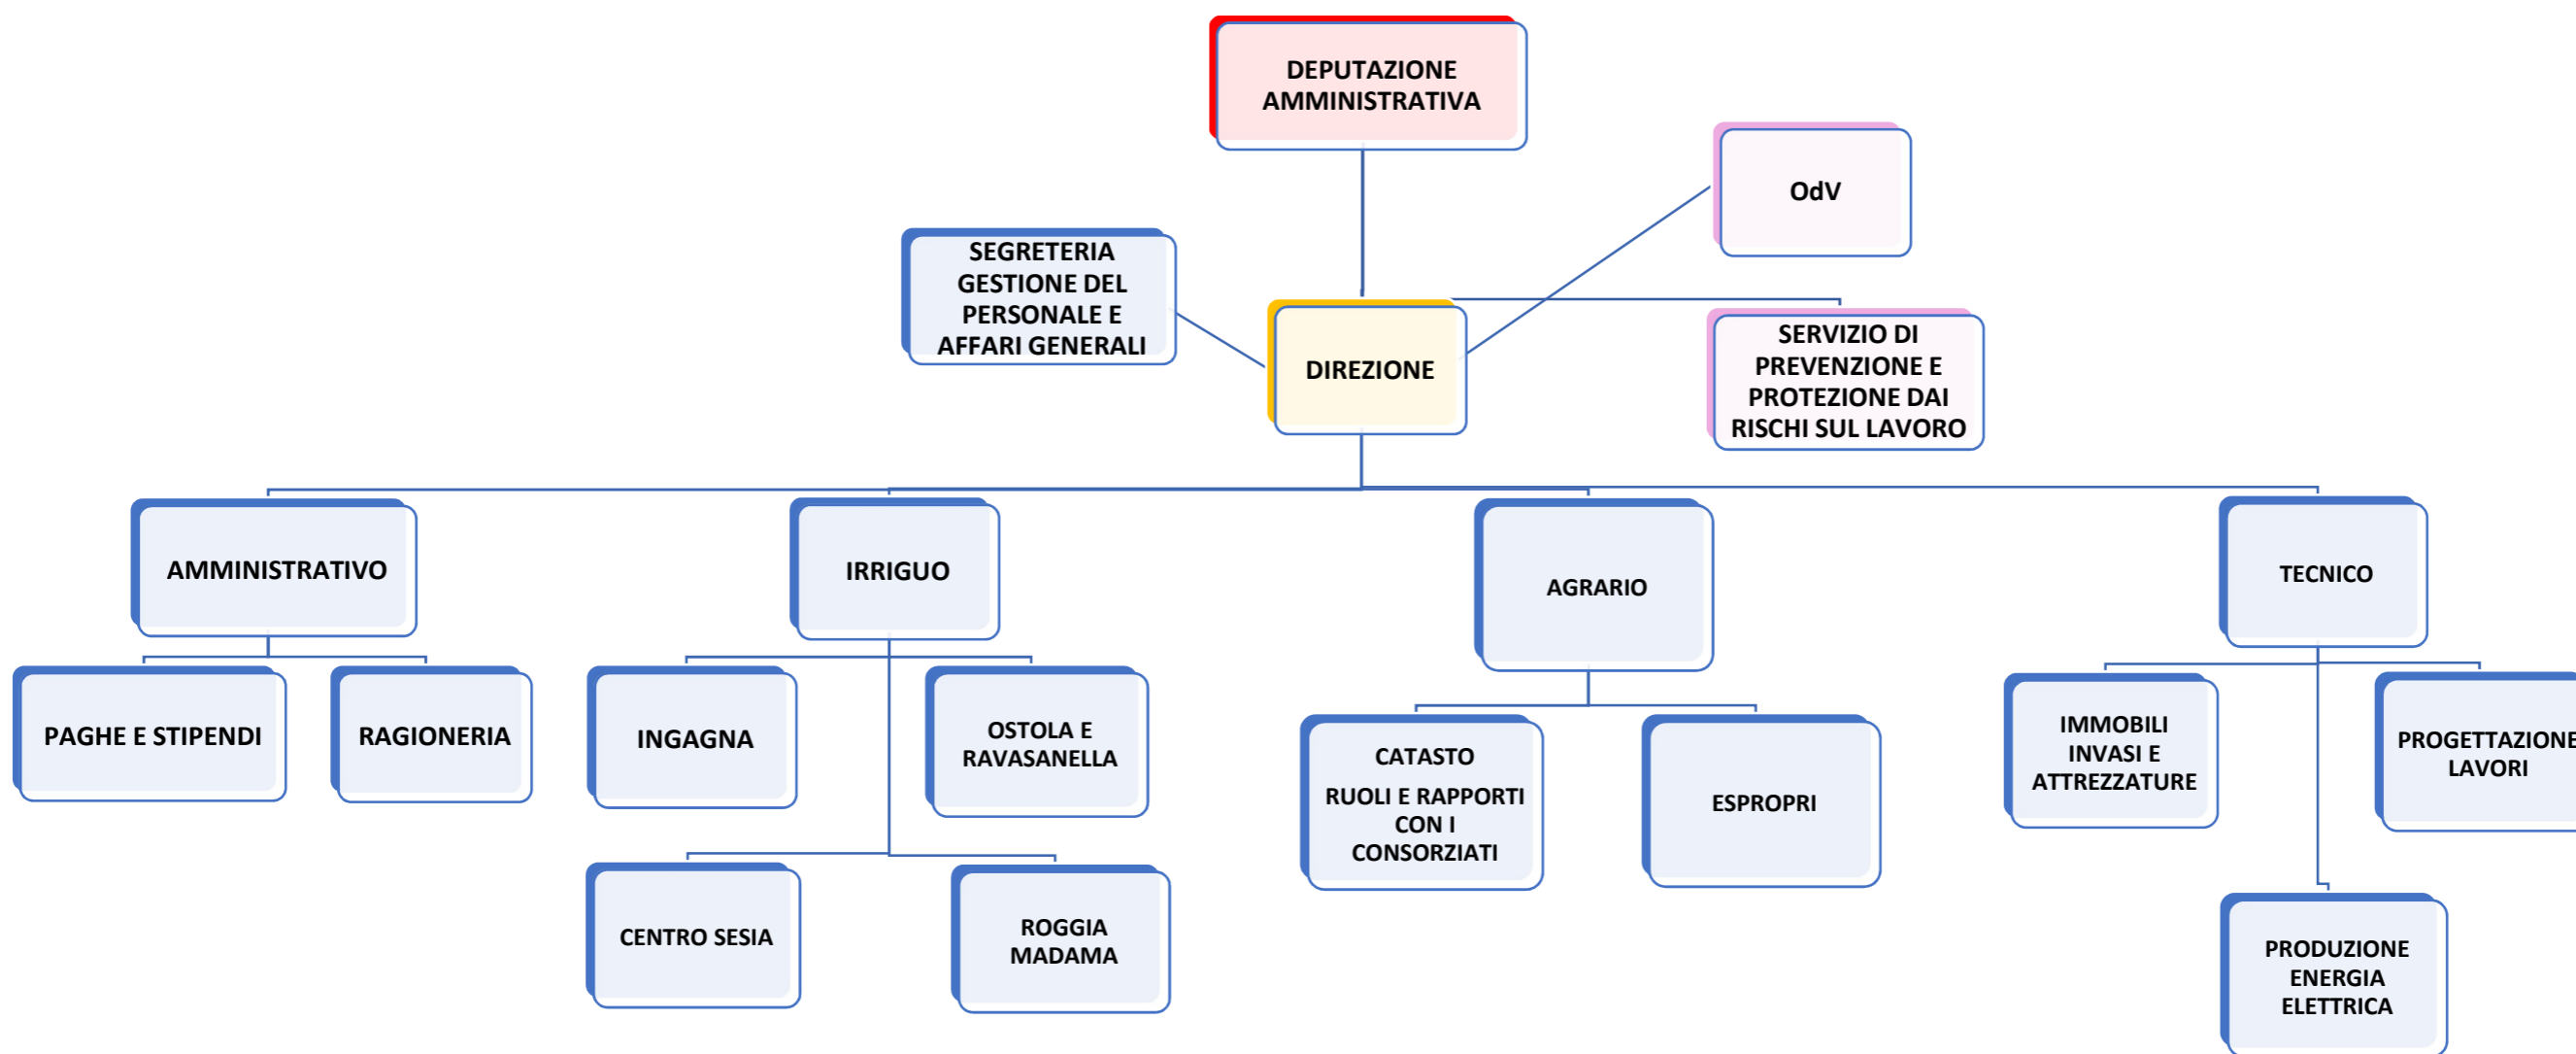 DEPUTAZIONE
AMMINISTRATIVA
OdV
SEGRETERIA
GESTIONE DEL
PERSONALE E
AFFARI GENERALI
DIREZIONE
SERVIZIO DI
PREVENZIONE E
PROTEZIONE DAI
RISCHI SUL LAVORO
AMMINISTRATIVO
IRRIGUO
AGRARIO
TECNICO
PAGHE E STIPENDI
RAGIONERIA
INGAGNA
OSTOLA E
RAVASANELLA
CENTRO SESIA
ROGGIA
MADAMA
CATASTO
RUOLI E RAPPORTI
CON I
CONSORZIATI
ESPROPRI
IMMOBILI
INVASI E
ATTREZZATURE
PROGETTAZIONE
LAVORI
PRODUZIONE
ENERGIA
ELETTRICA